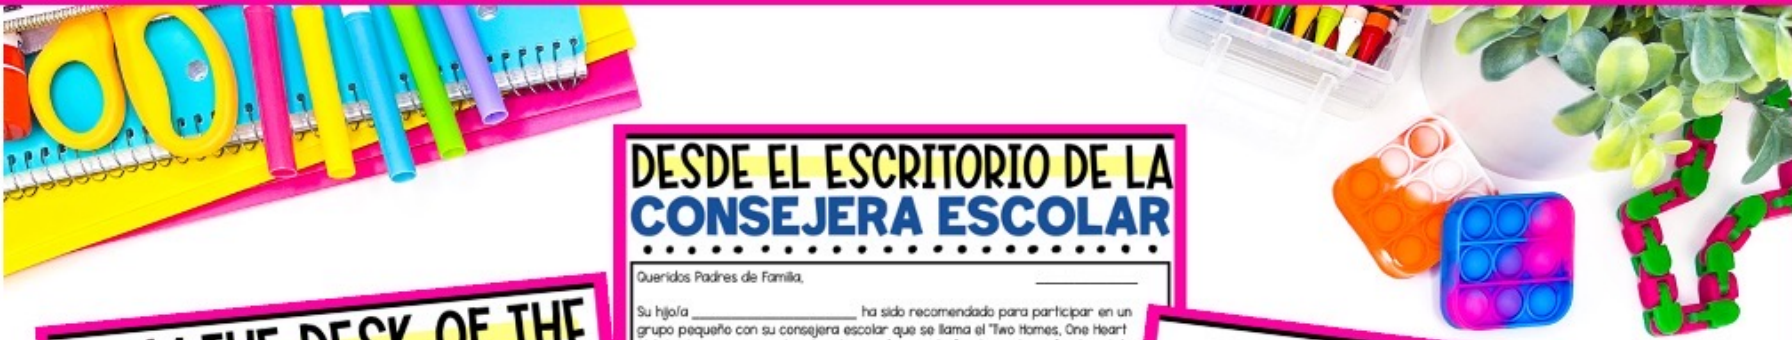 DESDE EL ESCRITORIO DE LA
CONSEJERA ESCOLAR
Queridos Padres de Familia,
Su hijo/a ____________ ha sido recomendado para participar en un
grupo pequeño con su consejera escolar que se llama el "Two Homes, One Heart
THE DESK OF THE